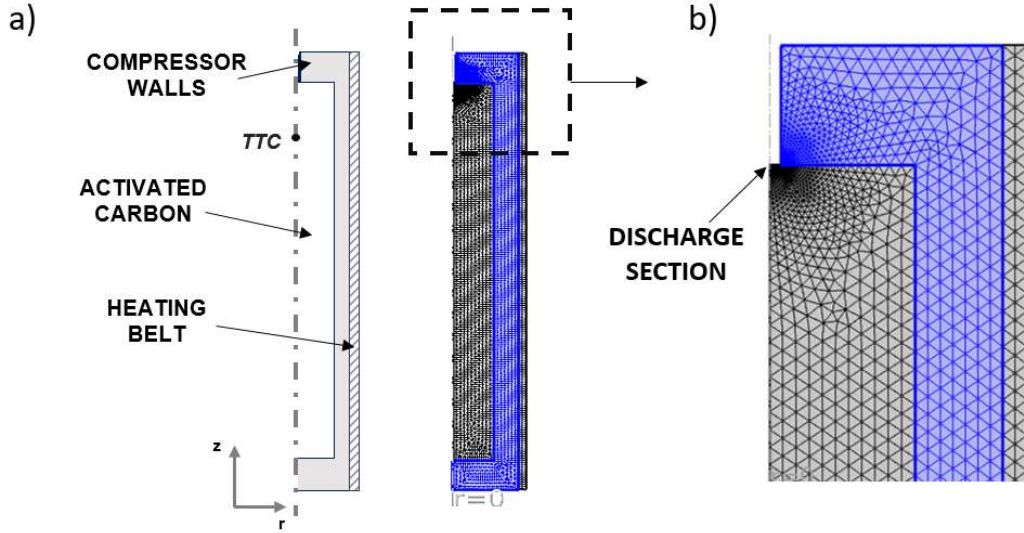 a)
b)
COMPRESSOR
WALLS
TTC
ACTIVATED
CARBON
DISCHARGE
SECTION
HEATING
BELT
z
r
r=0